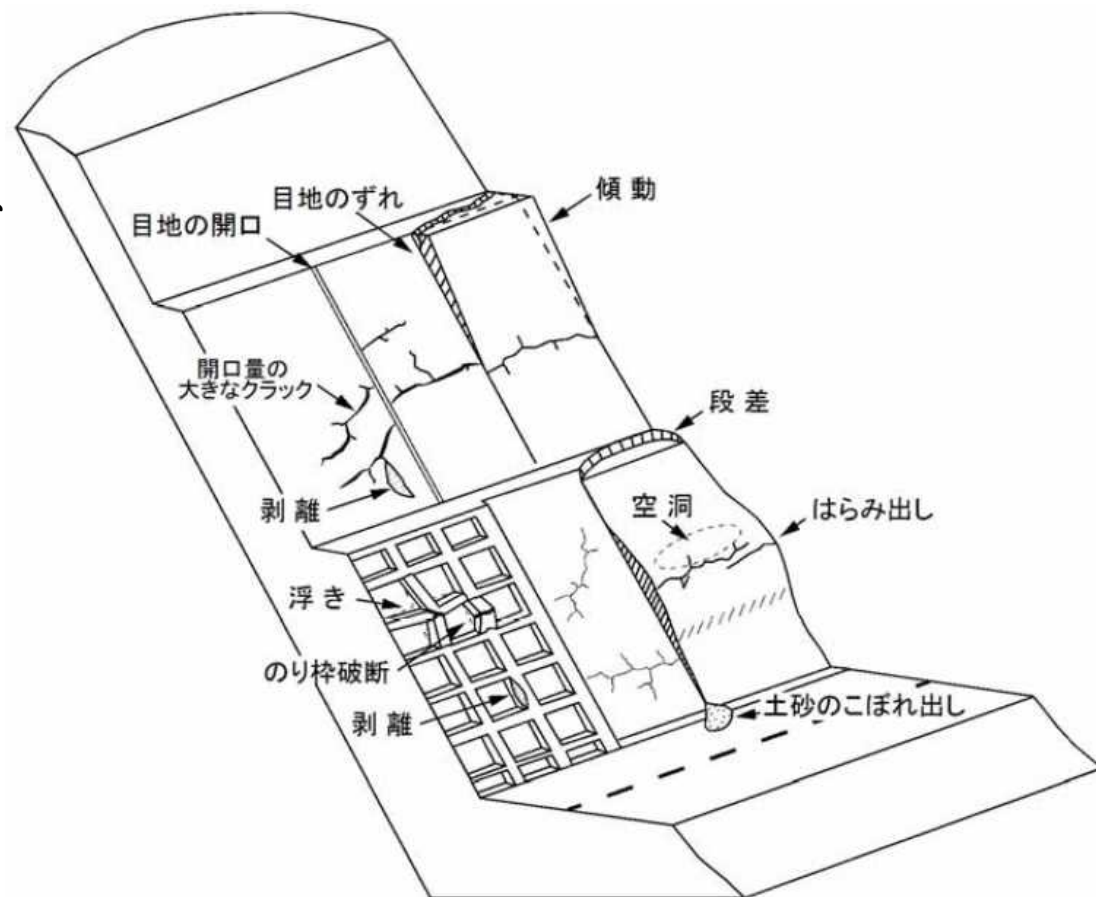 傾動
目地のずれ
目地の開口
開口量の
大きなクラック
段差
剥離
空洞
はらみ出し
浮き
のり枠破断
土砂のこぼれ出し
剥離